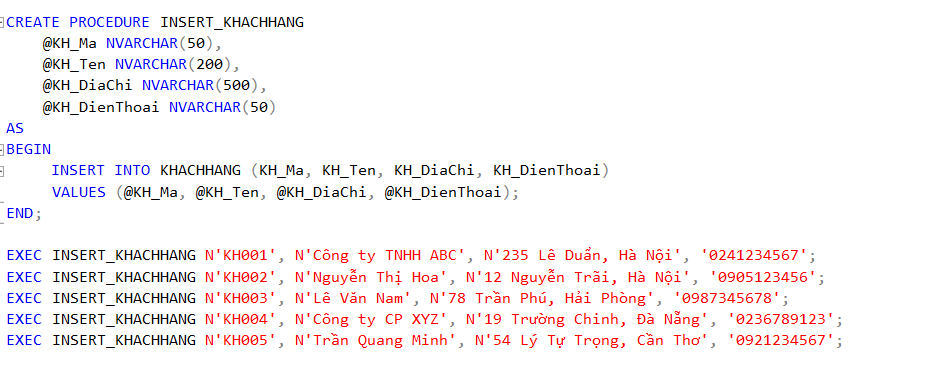 CREATE PROCEDURE INSERT_KHACHHANG
@KH_Ma NVARCHAR(50),
@KH_Ten NVARCHAR(200),
@KH_DiaChi NVARCHAR(500),
@KH_DienThoai NVARCHAR(50)
AS
BEGIN
INSERT INTO KHACHHANG (KH_Ma, KH_Ten, KH_DiaChi, KH_DienThoai)
VALUES (@KH_Ma, @KH_Ten, @KH_DiaChi, @KH_DienThoai);
END;
EXEC INSERT_KHACHHANG N'KH001', N'Công ty TNHH ABC', N'235 Lê Duẩn, Hà Nội', '0241234567';
EXEC INSERT_KHACHHANG N'KH002', N'Nguyễn Thị Hoa', N'12 Nguyễn Trãi, Hà Nội', '0905123456';
EXEC INSERT_KHACHHANG N'KH003', N'Lê Văn Nam', N'78 Trần Phú, Hải Phòng', '0987345678';
EXEC INSERT_KHACHHANG N'KH004', N'Công ty CP XYZ', N'19 Trường Chinh, Đà Nẵng', '0236789123';
EXEC INSERT_KHACHHANG N'KH005', N'Trần Quang Minh', N'54 Lý Tự Trọng, Cần Thơ', '0921234567';